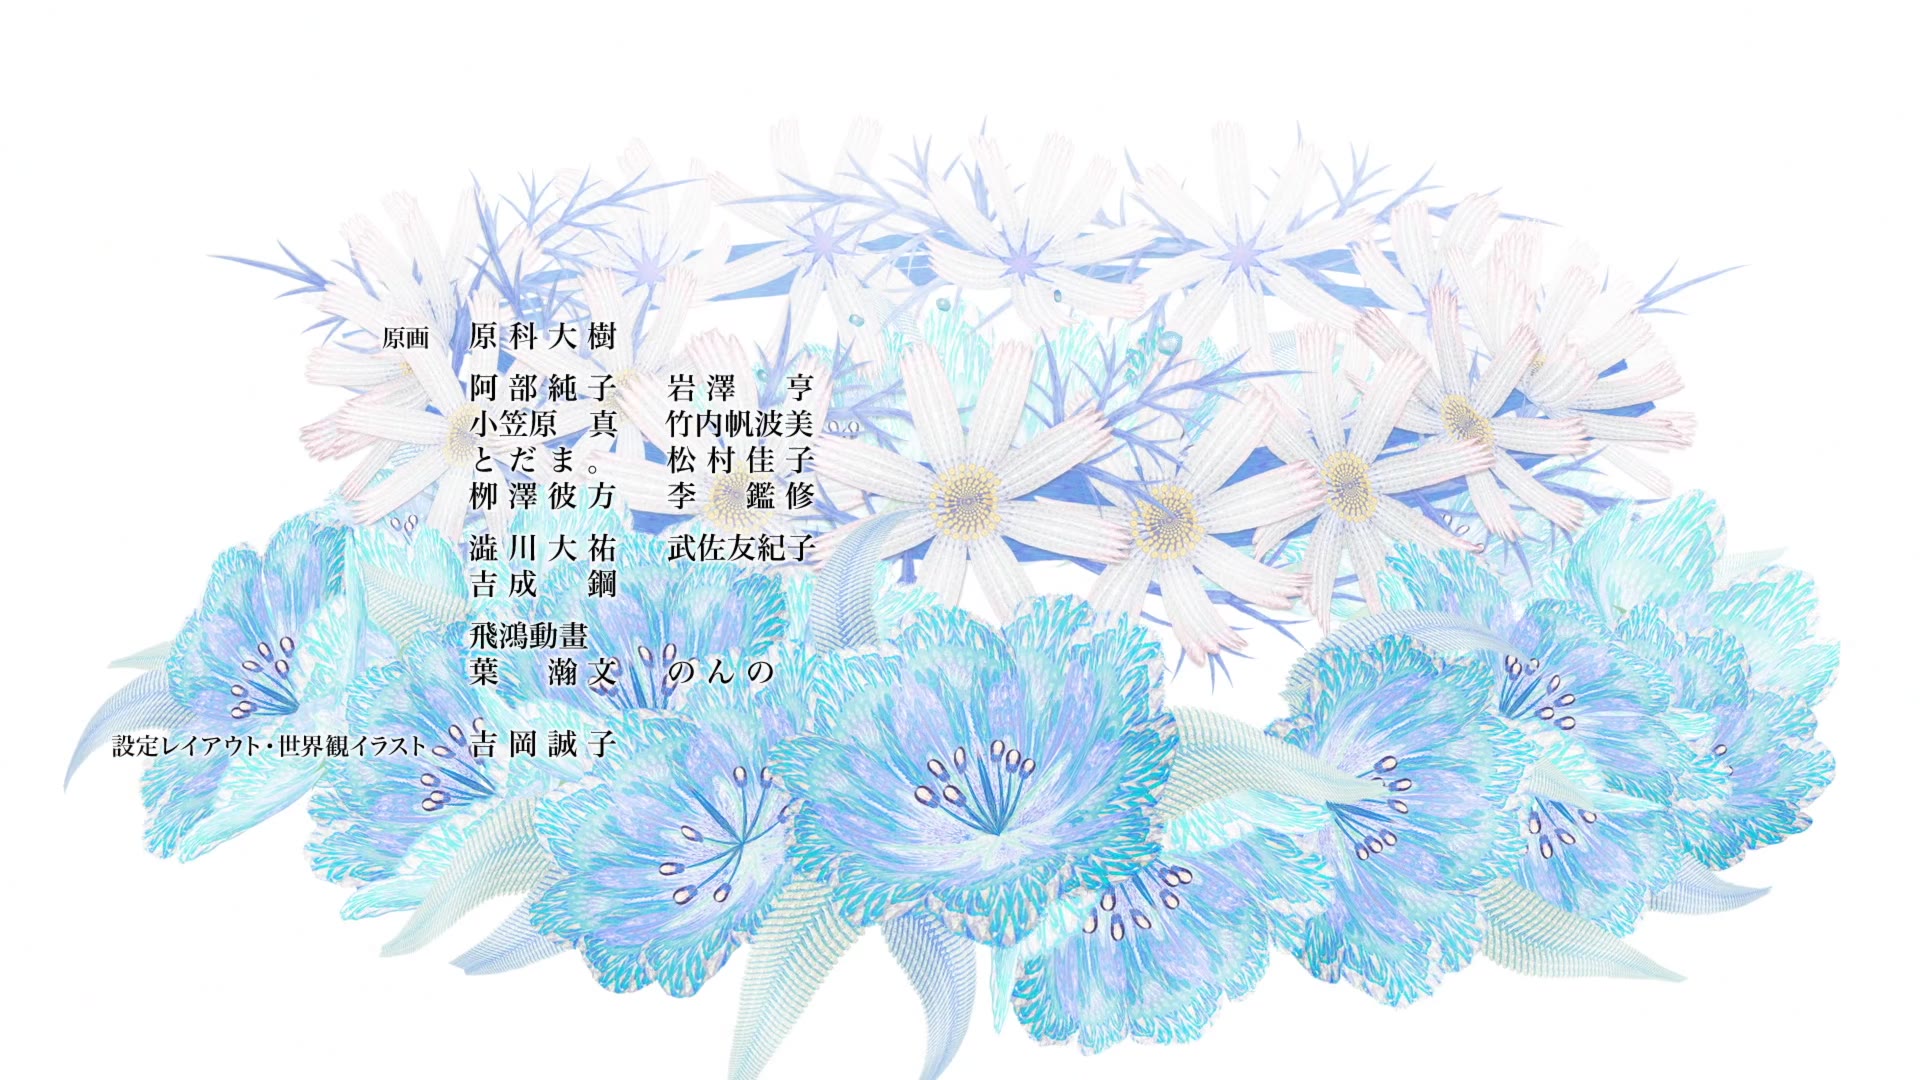 原画 原科大樹
阿部純子 岩澤 亨
小笠原 真 竹内帆波美
とだま。 松村佳子
栁澤彼方 李 鑑修
澁川大祐 武佐友紀子
吉成 鋼
飛鴻動畫
葉 瀚文 のんの
設定レイアウト・世界観イラスト 吉岡誠子